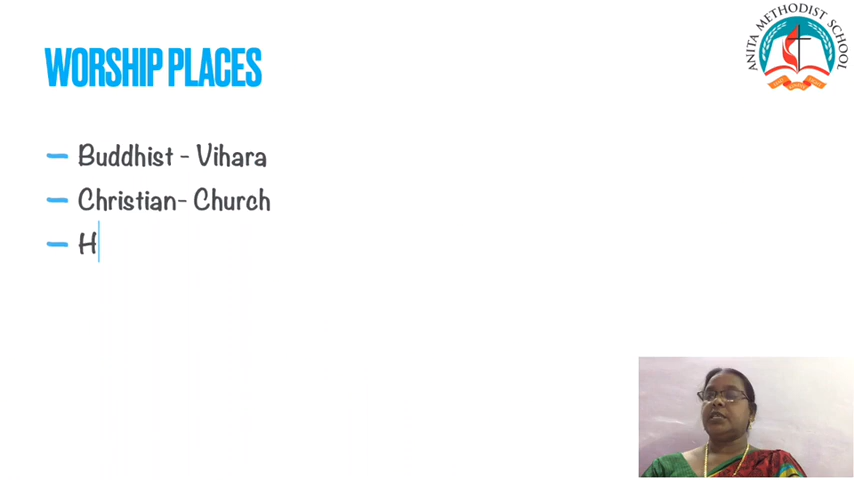 ANITA METHODIST SCHOOL
WORSHIP PLACES
Buddhist - Vihara
Christian- Church
H